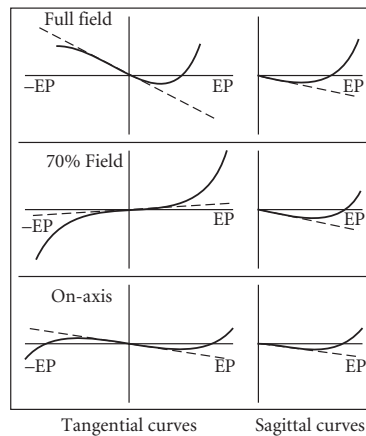 Full field
–EP EP EP
70% Field
–EP EP EP
On-axis
–EP EP EP
Tangential curves Sagittal curves